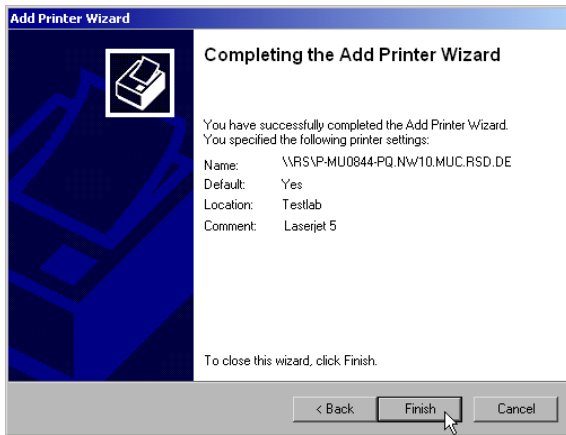 Add Printer Wizard
Completing the Add Printer Wizard
You have successfully completed the Add Printer Wizard.
You specified the following printer settings:
Name: \\RS\P-MU0844-PQ.NW10.MUC.RSD.DE
Default: Yes
Location: Testlab
Comment: Laserjet 5
To close this wizard, click Finish.
< Back Finish Cancel